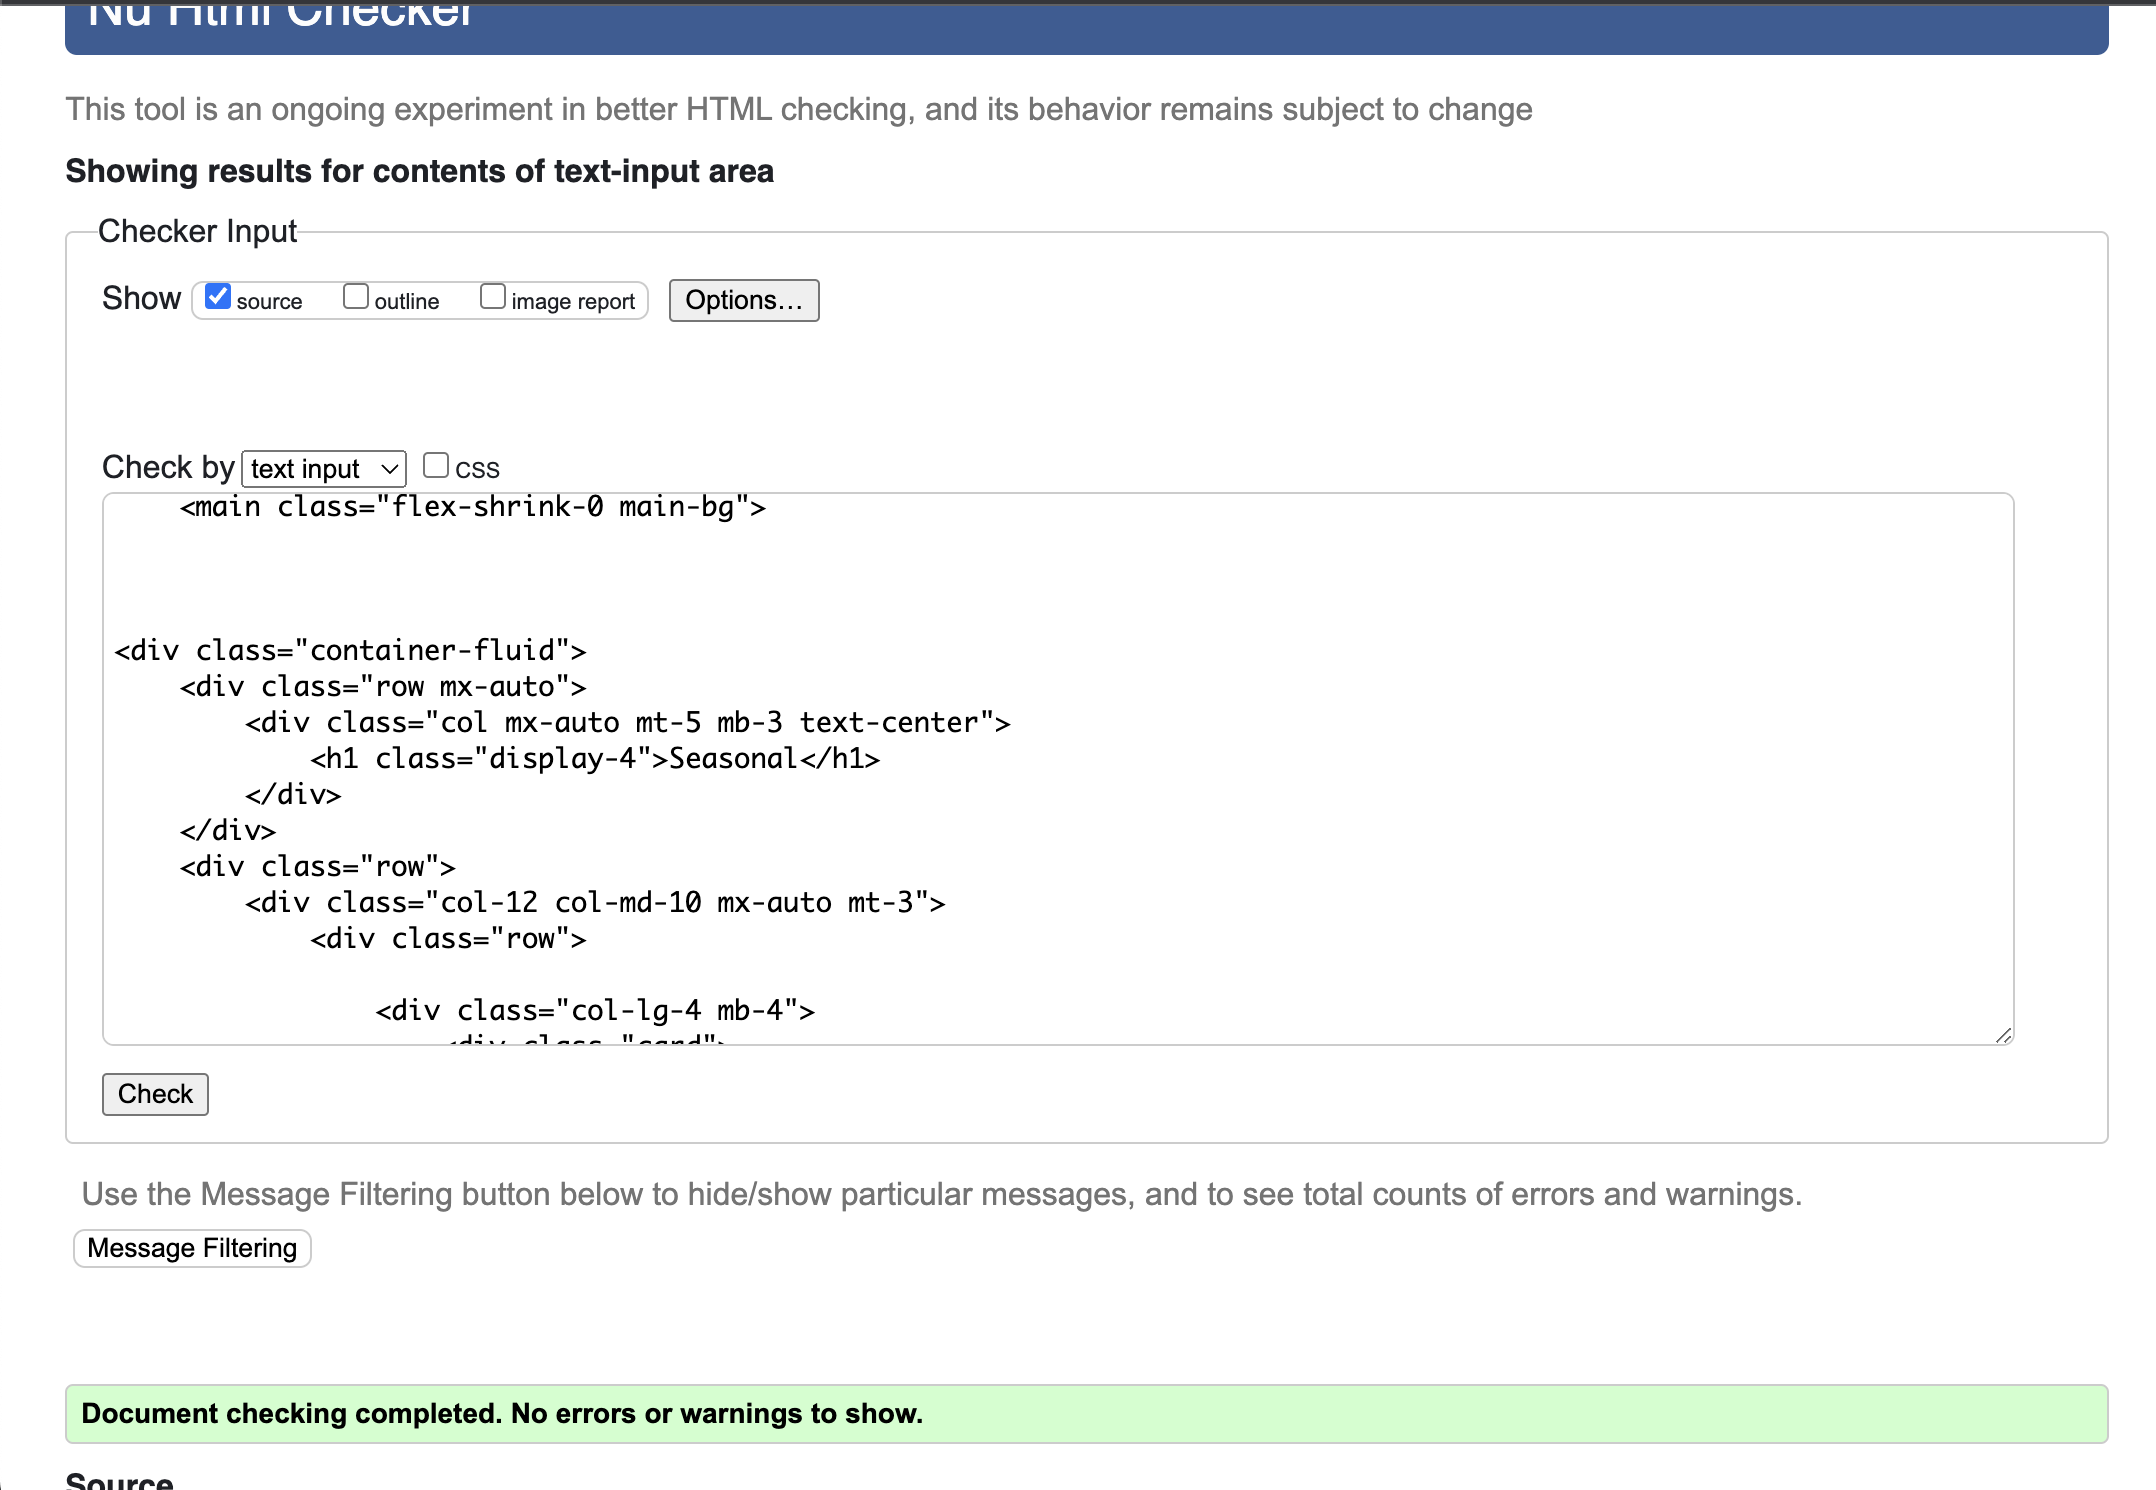 Nu Html Checker
This tool is an ongoing experiment in better HTML checking, and its behavior remains subject to change
Showing results for contents of text-input area
Checker Input
Show source outline image report Options...
Check by text input css
<main class="flex-shrink-0 main-bg">
<div class="container-fluid">
<div class="row mx-auto">
<div class="col mx-auto mt-5 mb-3 text-center">
<h1 class="display-4">Seasonal</h1>
</div>
</div>
<div class="row">
<div class="col-12 col-md-10 mx-auto mt-3">
<div class="row">
<div class="col-lg-4 mb-4">
<div class="card">
Check
Use the Message Filtering button below to hide/show particular messages, and to see total counts of errors and warnings.
Message Filtering
Document checking completed. No errors or warnings to show.
Source